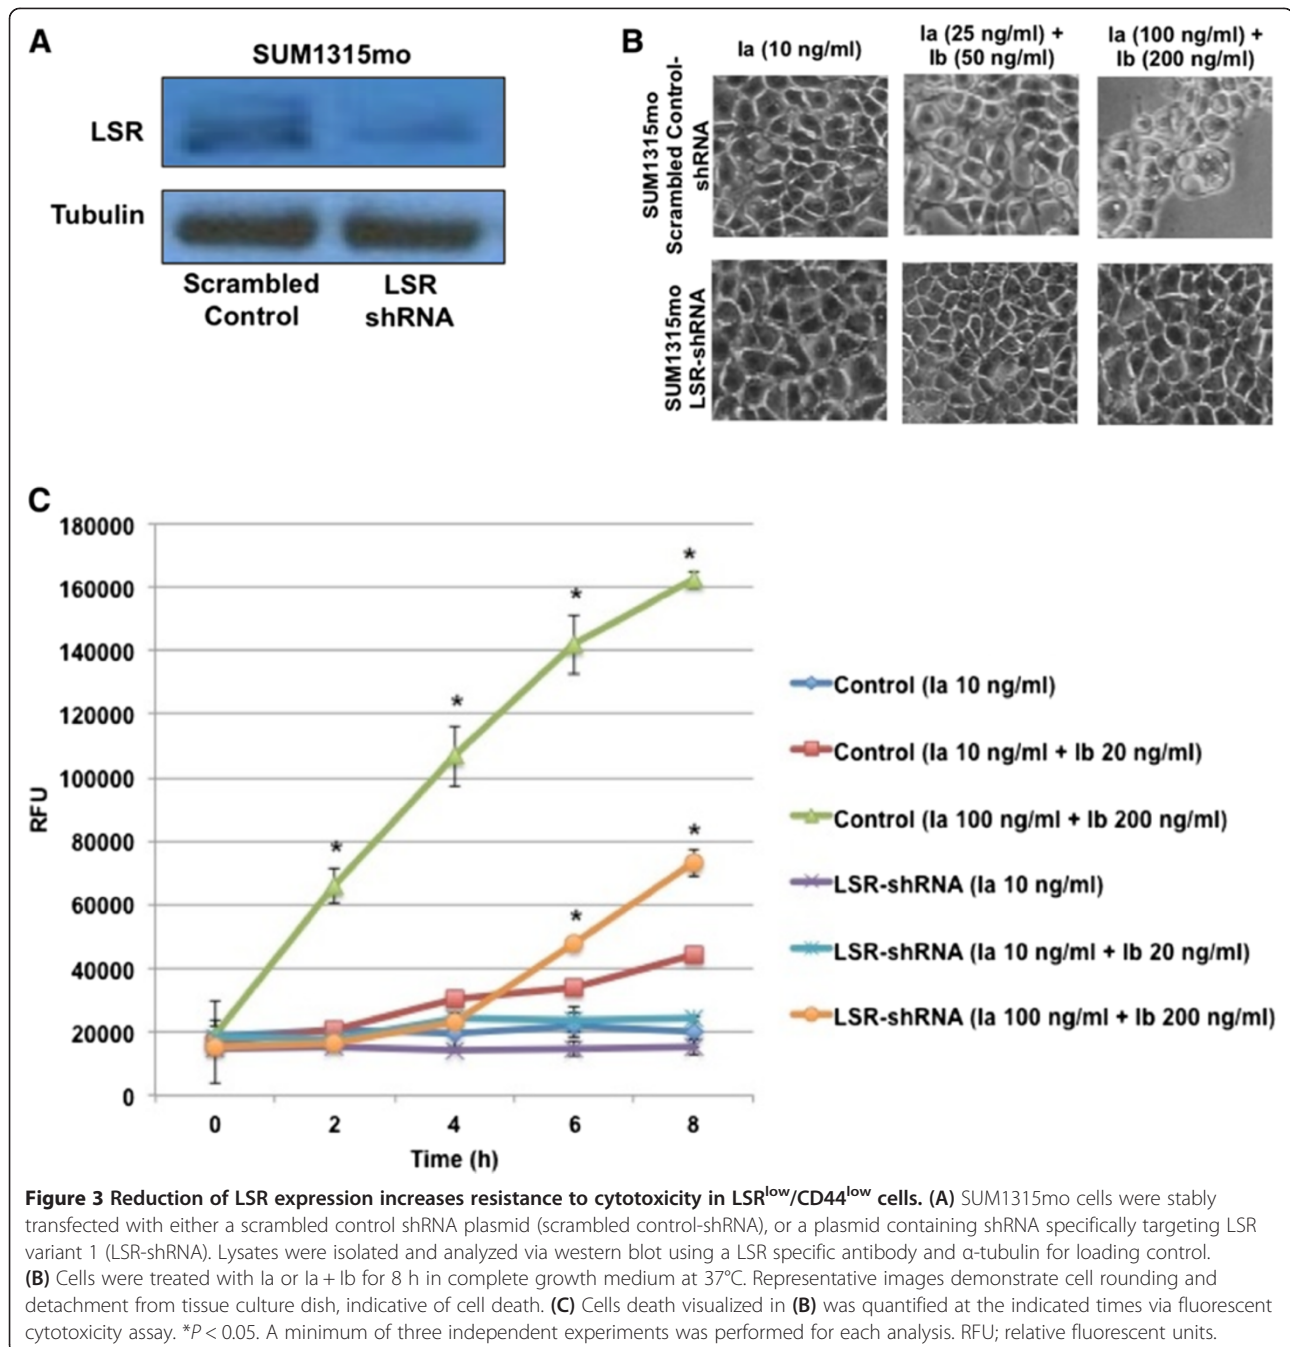 A
SUM1315mo
LSR
Tubulin
Scrambled
Control
LSR
shRNA
B
Ia (10 ng/ml)
Ia (25 ng/ml) +
Ib (50 ng/ml)
Ia (100 ng/ml) +
Ib (200 ng/ml)
SUM1315mo
Scrambled Control-
shRNA
SUM1315mo
LSR-shRNA
C
180000
160000
140000
120000
100000
80000
60000
40000
20000
0
RFU
* * * * * *
0 2 4 6 8
Time (h)
Control (Ia 10 ng/ml)
Control (Ia 10 ng/ml + Ib 20 ng/ml)
Control (Ia 100 ng/ml + Ib 200 ng/ml)
LSR-shRNA (Ia 10 ng/ml)
LSR-shRNA (Ia 10 ng/ml + Ib 20 ng/ml)
LSR-shRNA (Ia 100 ng/ml + Ib 200 ng/ml)
Figure 3 Reduction of LSR expression increases resistance to cytotoxicity in LSRlow/CD44low cells. (A) SUM1315mo cells were stably
transfected with either a scrambled control shRNA plasmid (scrambled control-shRNA), or a plasmid containing shRNA specifically targeting LSR
variant 1 (LSR-shRNA). Lysates were isolated and analyzed via western blot using a LSR specific antibody and α-tubulin for loading control.
(B) Cells were treated with Ia or Ia + Ib for 8 h in complete growth medium at 37°C. Representative images demonstrate cell rounding and
detachment from tissue culture dish, indicative of cell death. (C) Cells death visualized in (B) was quantified at the indicated times via fluorescent
cytotoxicity assay. *P < 0.05. A minimum of three independent experiments was performed for each analysis. RFU; relative fluorescent units.